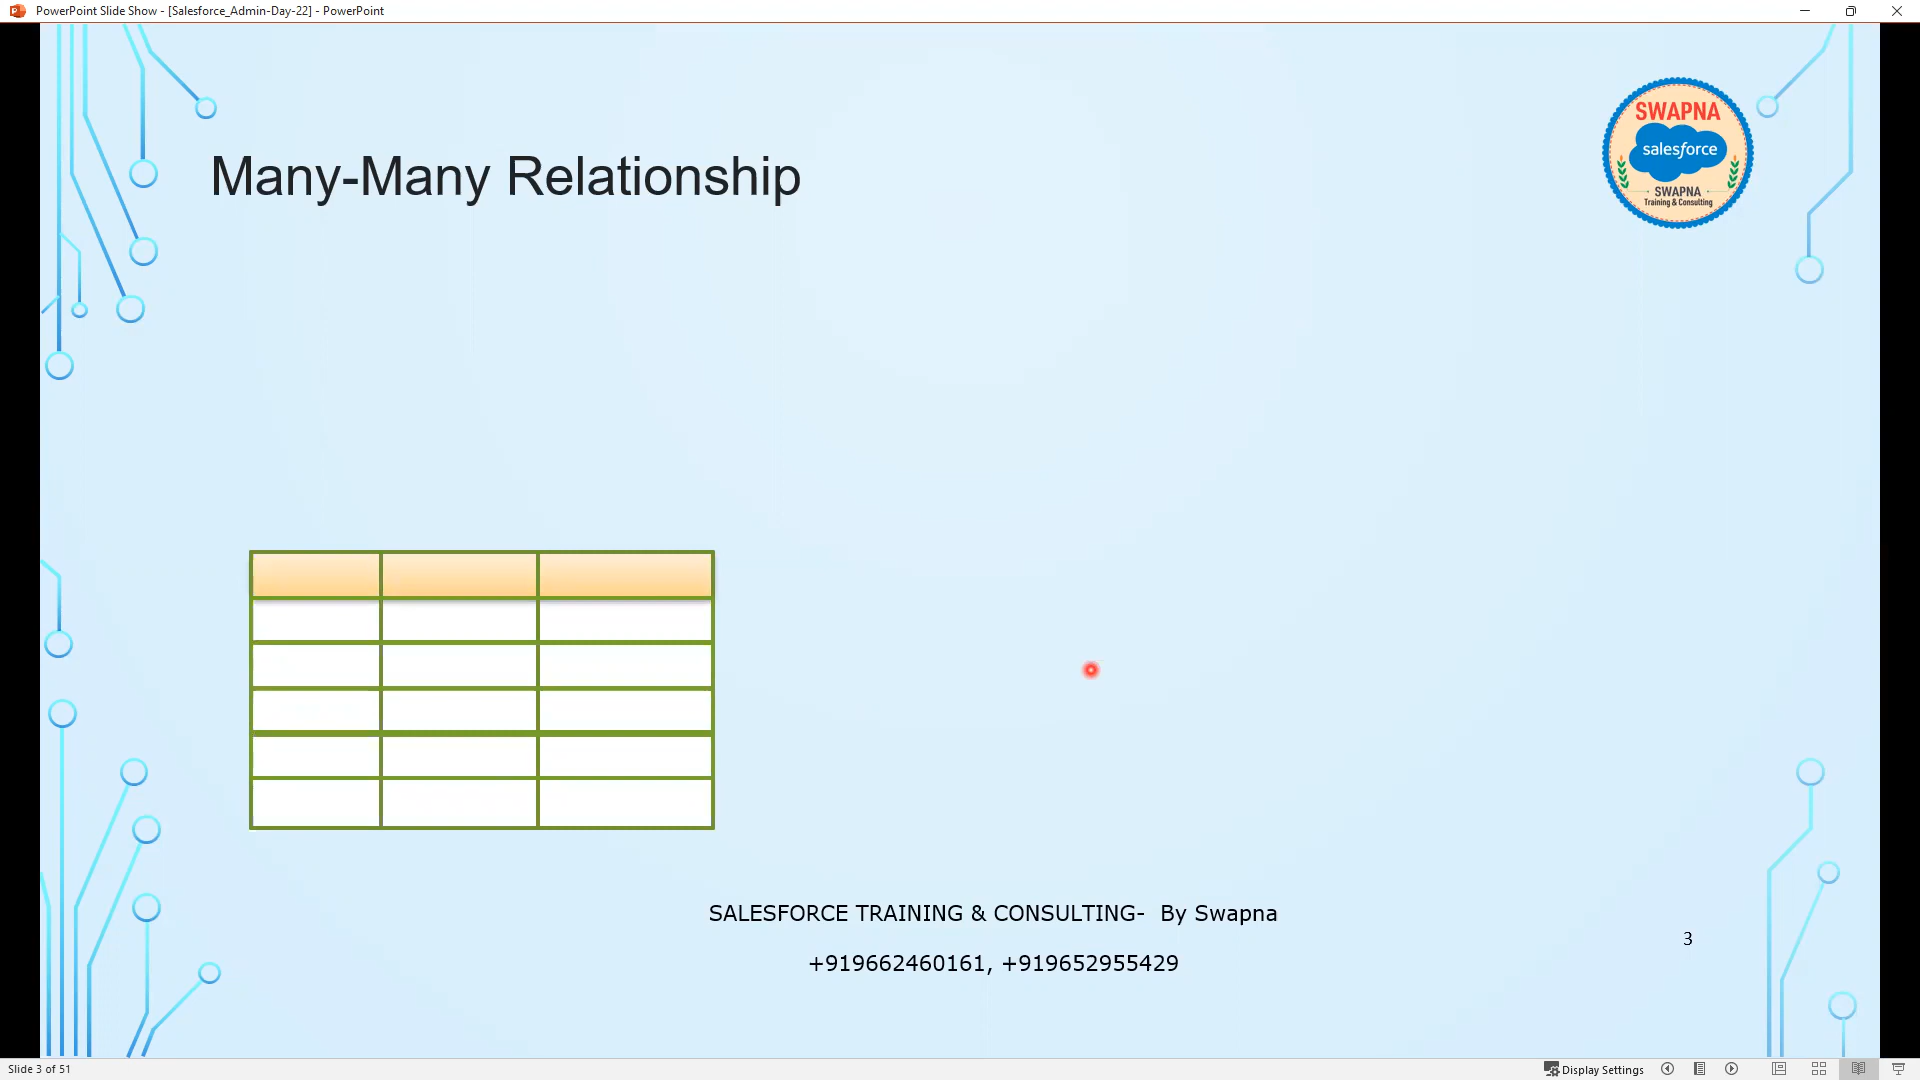 PowerPoint Slide Show - [Salesforce_Admin-Day-22] - PowerPoint
SWAPNA
salesforce
SWAPNA
Training & Consulting
Many-Many Relationship
SALESFORCE TRAINING & CONSULTING- By Swapna
+919662460161, +919652955429
3
Slide 3 of 51
Display Settings